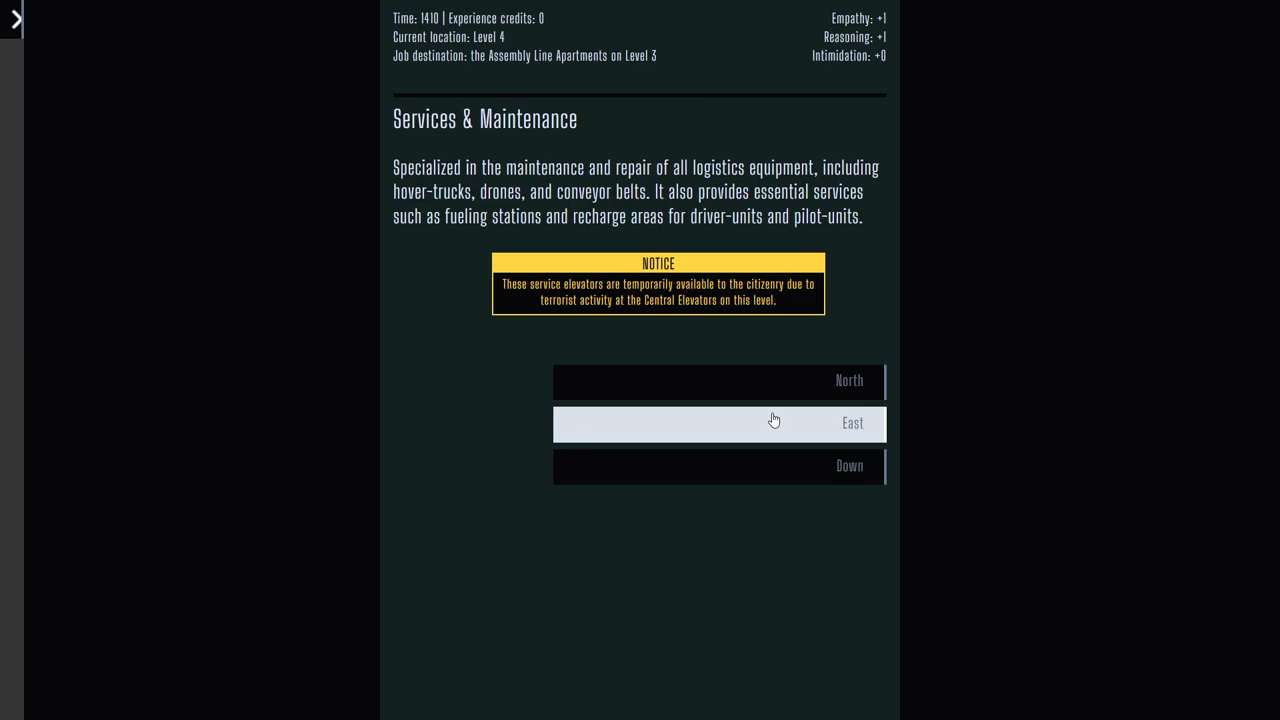 Time: 1410 | Experience credits: 0
Current location: Level 4
Job destination: the Assembly Line Apartments on Level 3
Empathy: +1
Reasoning: +1
Intimidation: +0
Services & Maintenance
Specialized in the maintenance and repair of all logistics equipment, including
hover-trucks, drones, and conveyor belts. It also provides essential services
such as fueling stations and recharge areas for driver-units and pilot-units.
NOTICE
These service elevators are temporarily available to the citizenry due to
terrorist activity at the Central Elevators on this level.
North
East
Down